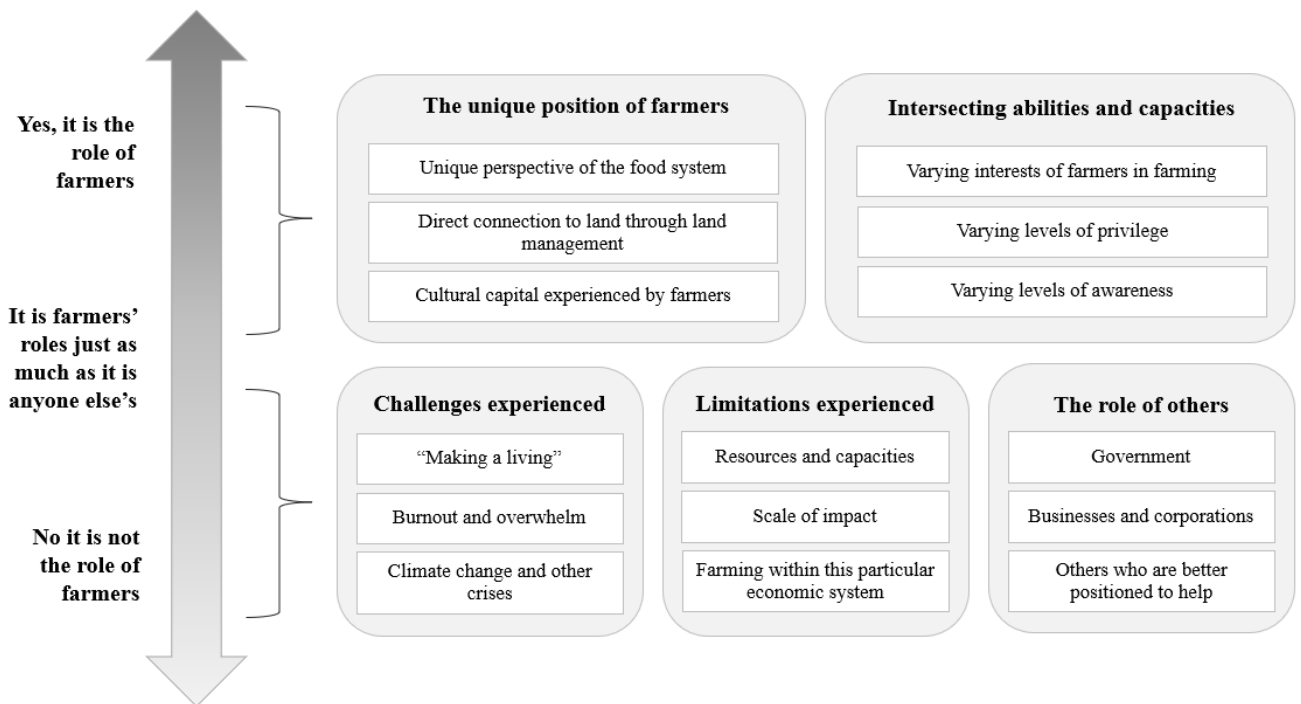 Yes, it is the
role of
farmers
It is farmers’
roles just as
much as it is
anyone else’s
No it is not
the role of
farmers
The unique position of farmers
Unique perspective of the food system
Direct connection to land through land
management
Cultural capital experienced by farmers
Intersecting abilities and capacities
Varying interests of farmers in farming
Varying levels of privilege
Varying levels of awareness
Challenges experienced
“Making a living”
Burnout and overwhelm
Climate change and other
crises
Limitations experienced
Resources and capacities
Scale of impact
Farming within this particular
economic system
The role of others
Government
Businesses and corporations
Others who are better
positioned to help